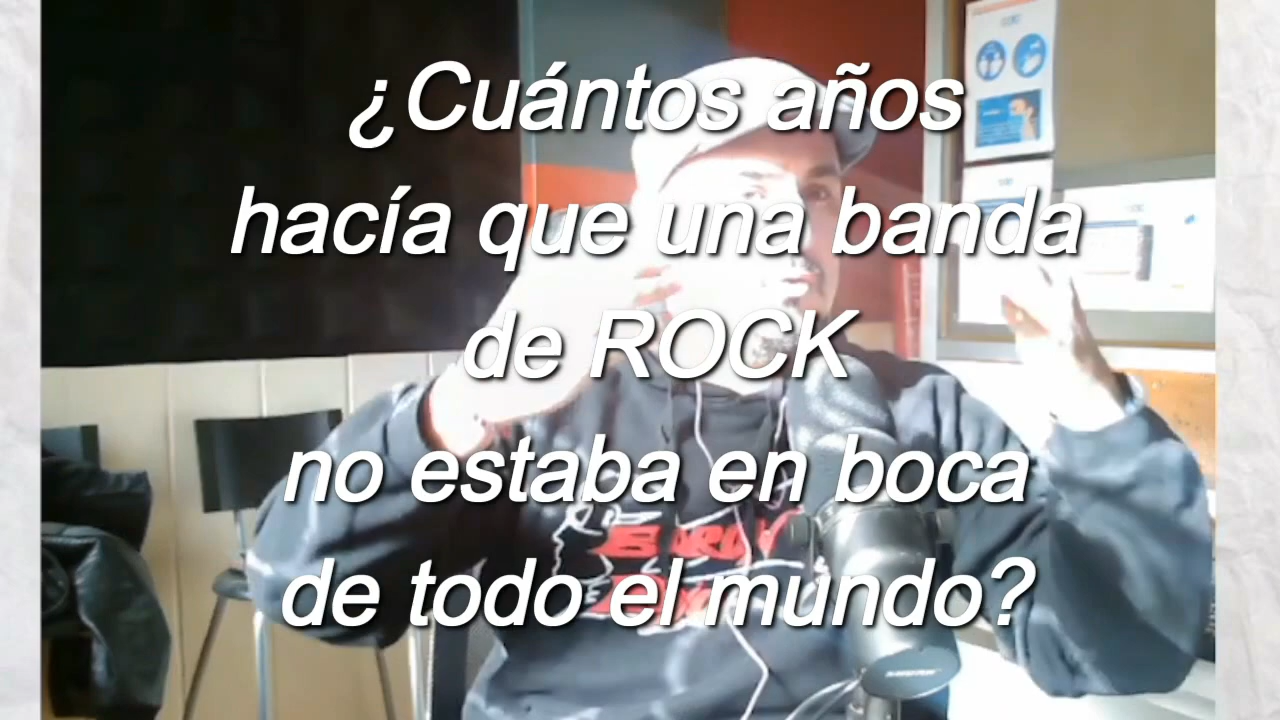 ¿Cuántos años
hacía que una banda
de ROCK
no estaba en boca
de todo el mundo?